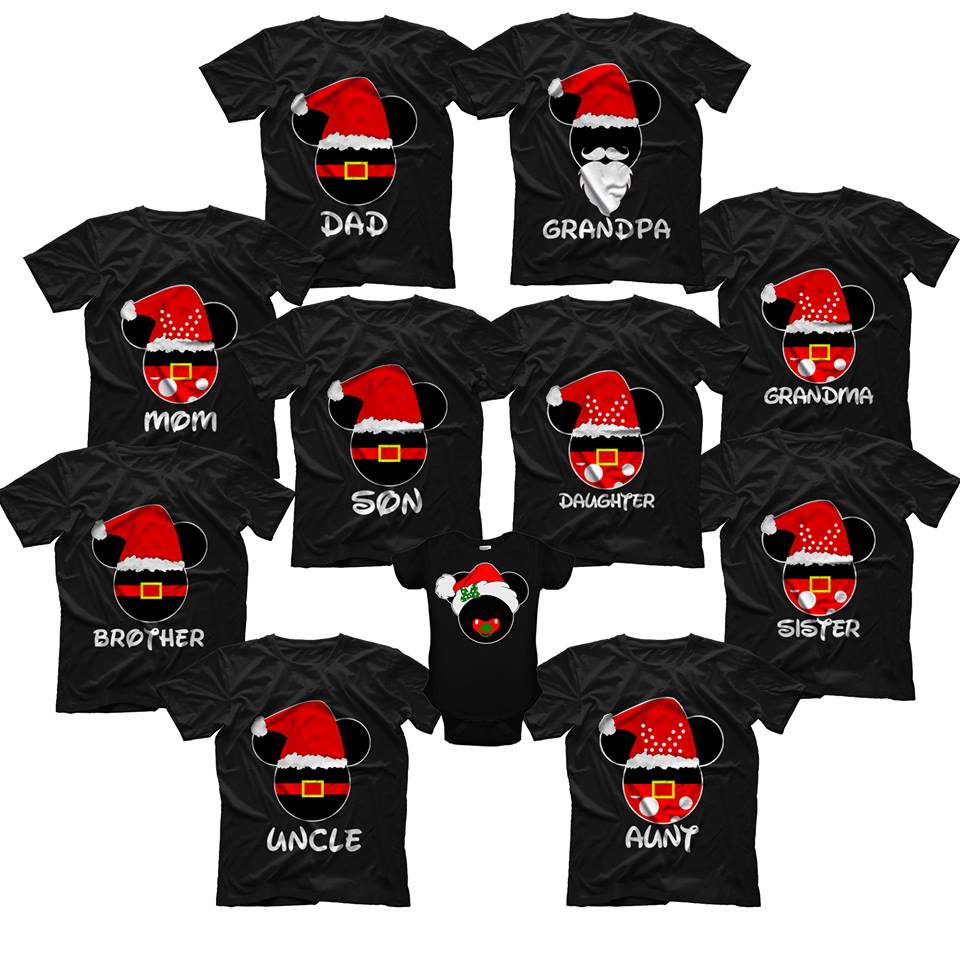 DAD
GRANDPA
MOM
GRANDMA
SON
DAUGHTER
BROTHER
SISTER
UNCLE
AUNT